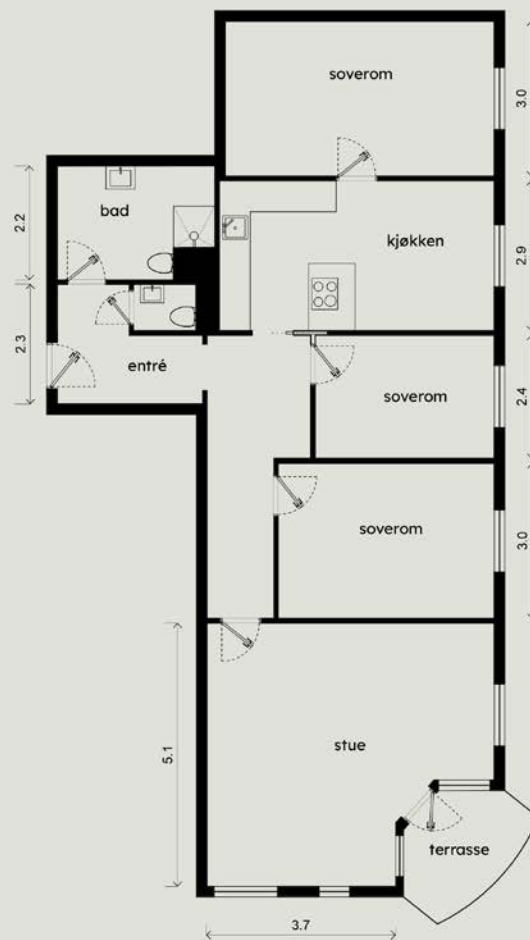 soverom
3.0
2.2
bad
kjøkken
2.9
2.3
entré
soverom
2.4
soverom
3.0
5.1
stue
terrasse
3.7